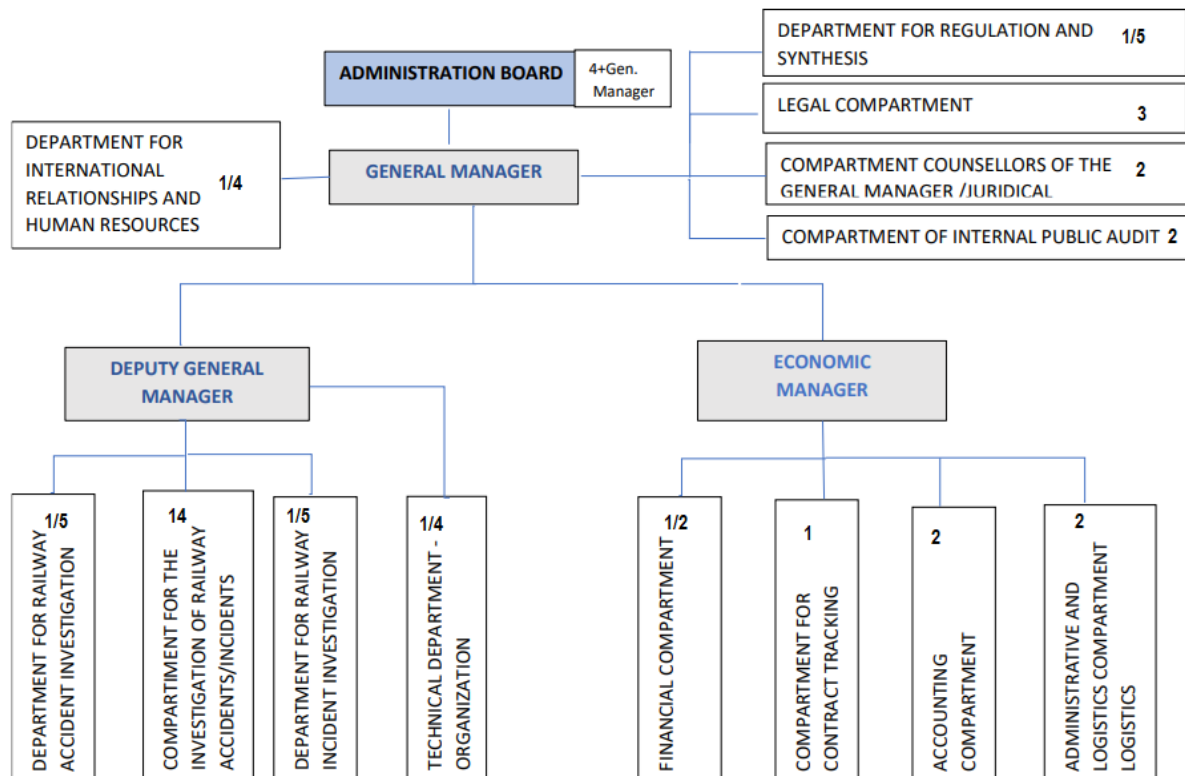 ADMINISTRATION BOARD
4+Gen.
Manager
DEPARTMENT FOR REGULATION AND
SYNTHESIS
1/5
LEGAL COMPARTMENT
3
COMPARTMENT COUNSELLORS OF THE
GENERAL MANAGER /JURIDICAL
2
COMPARTMENT OF INTERNAL PUBLIC AUDIT 2
DEPARTMENT FOR
INTERNATIONAL
RELATIONSHIPS AND
HUMAN RESOURCES
1/4
GENERAL MANAGER
DEPUTY GENERAL
MANAGER
ECONOMIC
MANAGER
1/5
DEPARTMENT FOR RAILWAY
ACCIDENT INVESTIGATION
14
COMPARTIMENT FOR THE
INVESTIGATION OF RAILWAY
ACCIDENTS/INCIDENTS
1/5
DEPARTMENT FOR RAILWAY
INCIDENT INVESTIGATION
1/4
TECHNICAL DEPARTMENT -
ORGANIZATION
1/2
FINANCIAL COMPARTMENT
1
COMPARTMENT FOR
CONTRACT TRACKING
2
ACCOUNTING
COMPARTMENT
2
ADMINISTRATIVE AND
LOGISTICS COMPARTMENT
LOGISTICS